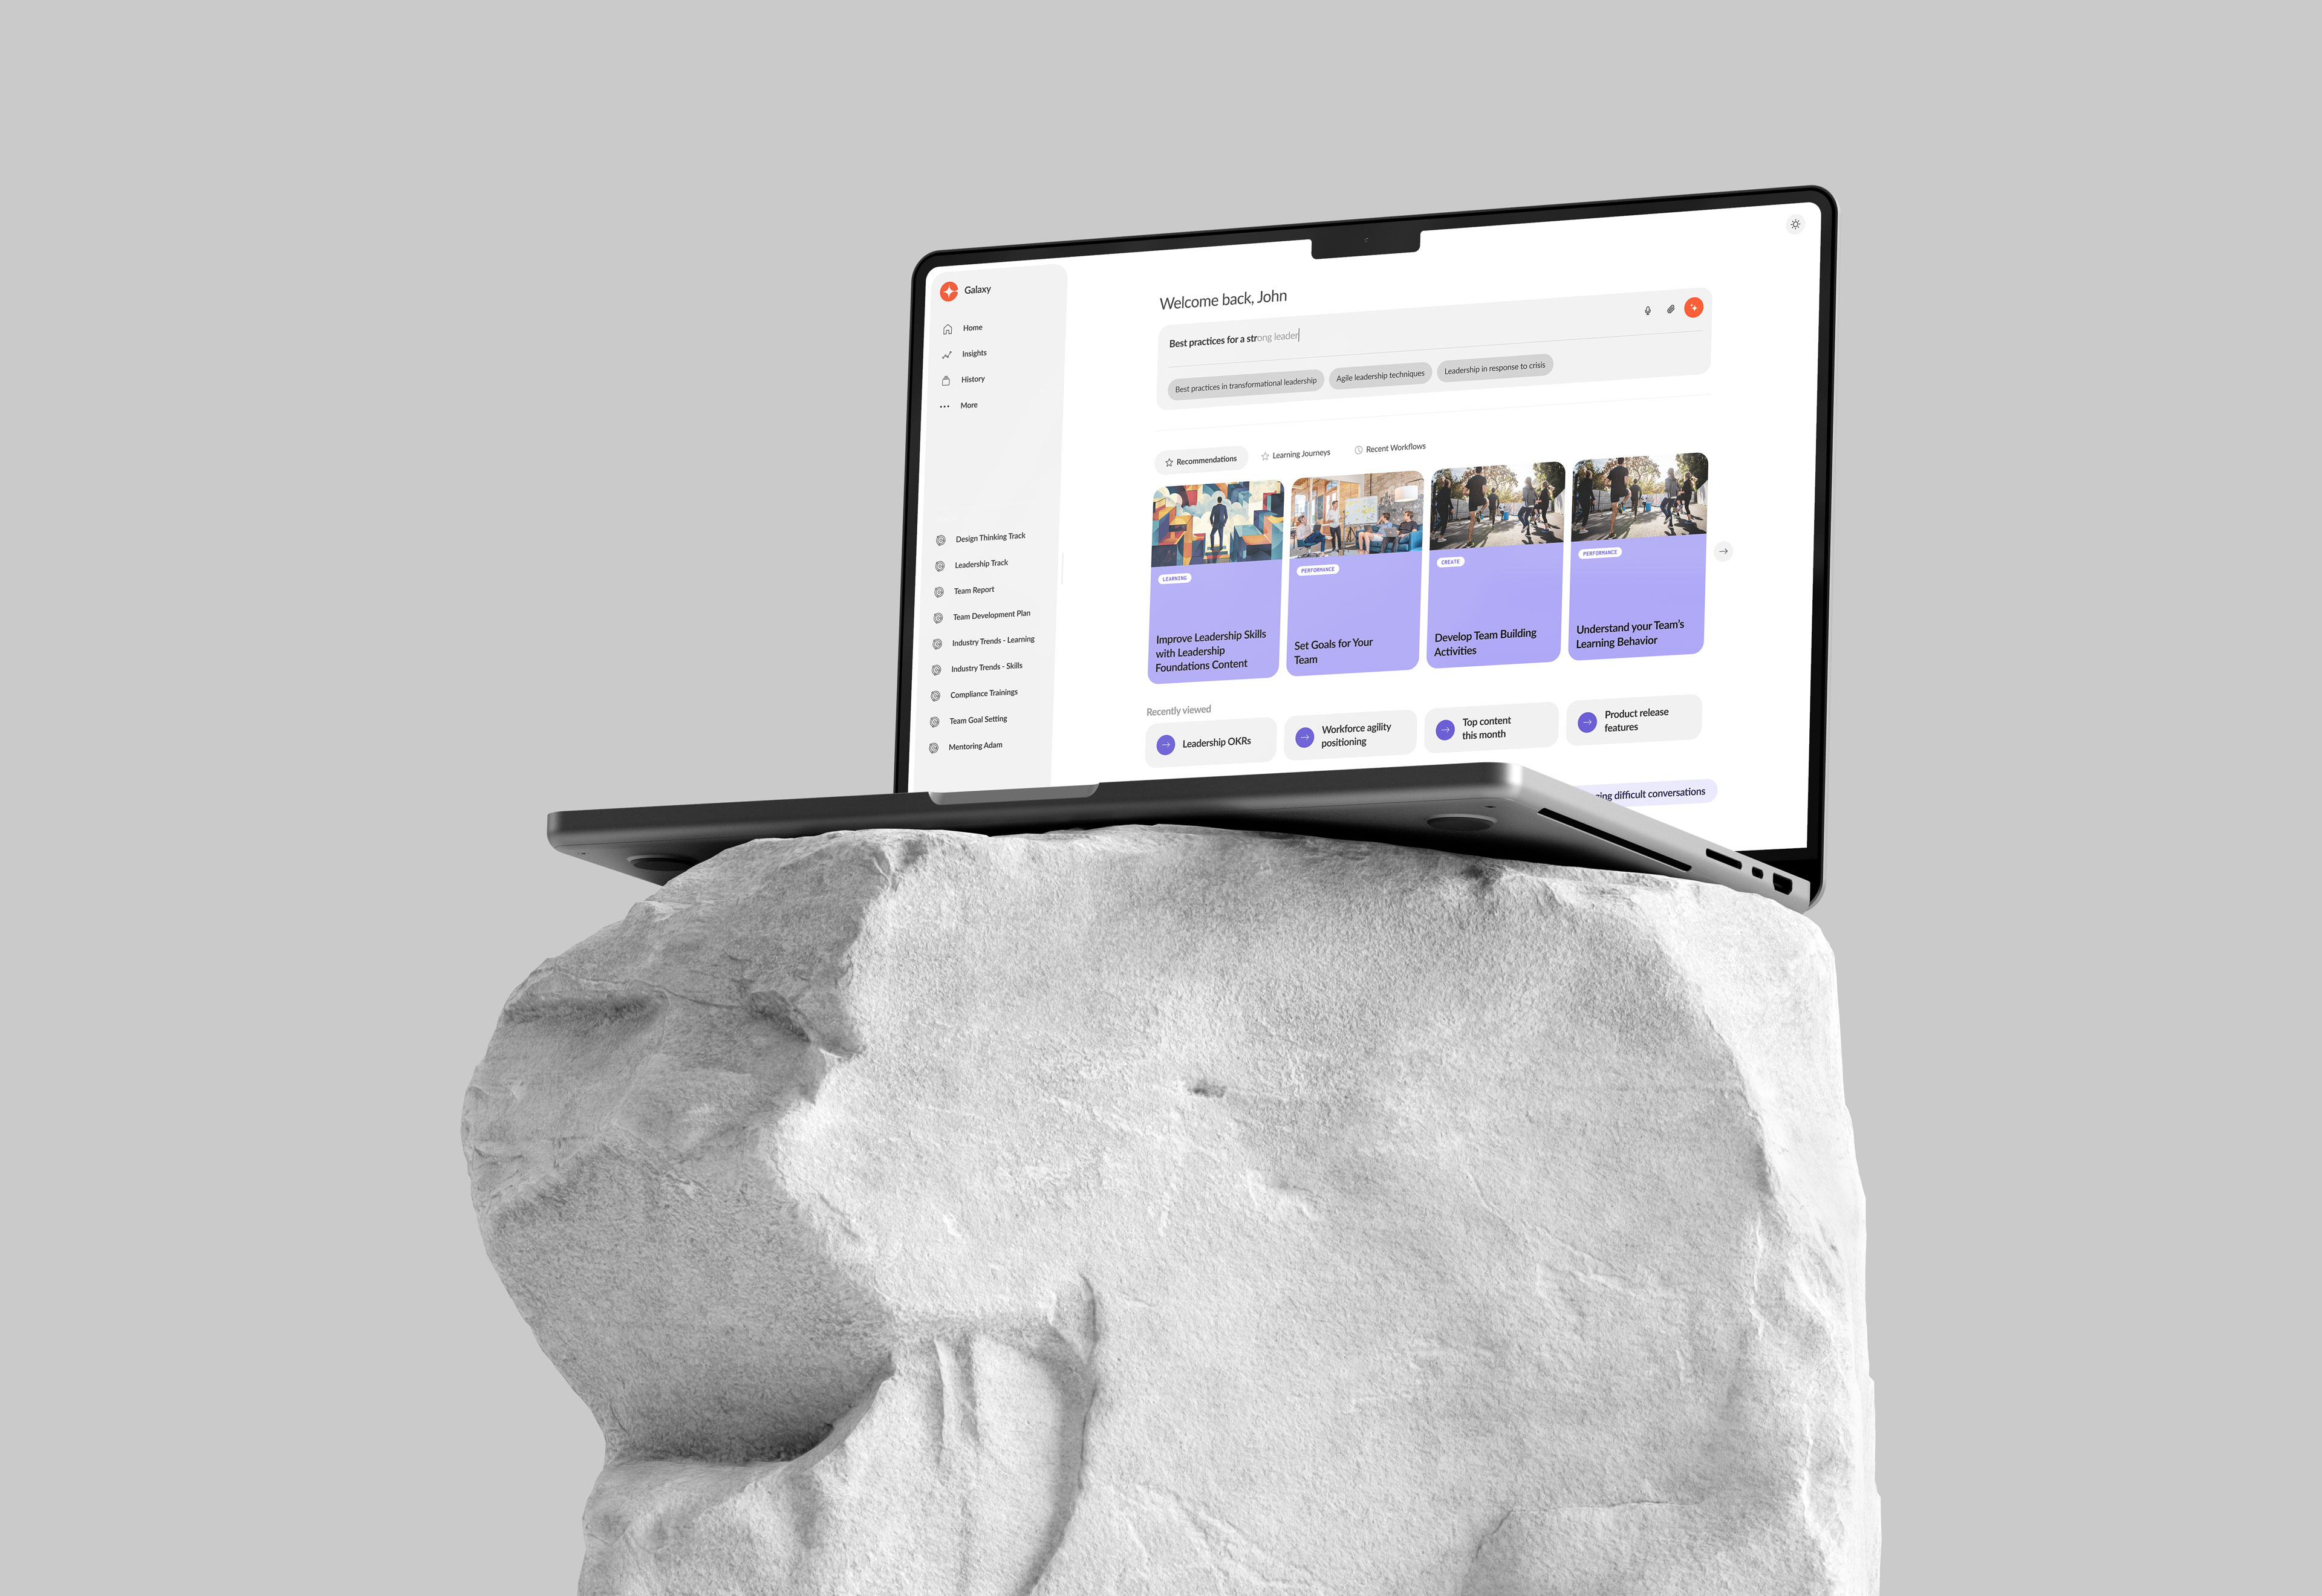 Galaxy
Home
Insights
History
More
Design Thinking Track
Leadership Track
Team Report
Team Development Plan
Industry Trends - Learning
Industry Trends - Skills
Compliance Trainings
Team Goal Setting
Mentoring Adam
Welcome back, John
Best practices for a strong leader
Best practices in transformational leadership
Agile leadership techniques
Leadership in response to crisis
Recommendations
Learning Journeys
Recent Workflows
LEARNING
Improve Leadership Skills
with Leadership
Foundations Content
PERFORMANCE
Set Goals for Your
Team
CREATE
Develop Team Building
Activities
PERFORMANCE
Understand your Team's
Learning Behavior
Recently viewed
Leadership OKRs
Workforce agility
positioning
Top content
this month
Product release
features
difficult conversations